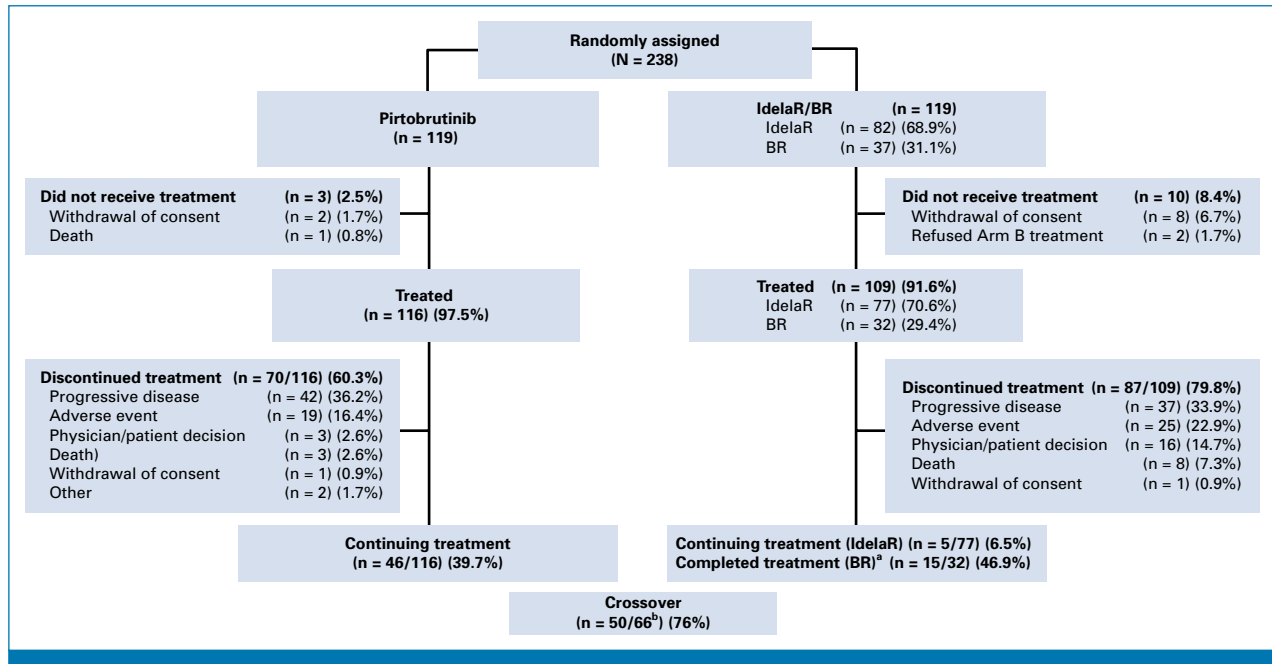 Randomly assigned
(N = 238)
Pirtobrutinib
(n = 119)
IdelaR/BR (n = 119)
IdelaR (n = 82) (68.9%)
BR (n = 37) (31.1%)
Did not receive treatment (n = 3) (2.5%)
Withdrawal of consent (n = 2) (1.7%)
Death (n = 1) (0.8%)
Did not receive treatment (n = 10) (8.4%)
Withdrawal of consent (n = 8) (6.7%)
Refused Arm B treatment (n = 2) (1.7%)
Treated
(n = 116) (97.5%)
Treated (n = 109) (91.6%)
IdelaR (n = 77) (70.6%)
BR (n = 32) (29.4%)
Discontinued treatment (n = 70/116) (60.3%)
Progressive disease (n = 42) (36.2%)
Adverse event (n = 19) (16.4%)
Physician/patient decision (n = 3) (2.6%)
Death) (n = 3) (2.6%)
Withdrawal of consent (n = 1) (0.9%)
Other (n = 2) (1.7%)
Discontinued treatment (n = 87/109) (79.8%)
Progressive disease (n = 37) (33.9%)
Adverse event (n = 25) (22.9%)
Physician/patient decision (n = 16) (14.7%)
Death (n = 8) (7.3%)
Withdrawal of consent (n = 1) (0.9%)
Continuing treatment
(n = 46/116) (39.7%)
Continuing treatment (IdelaR) (n = 5/77) (6.5%)
Completed treatment (BR)ᵃ (n = 15/32) (46.9%)
Crossover
(n = 50/66ᵇ) (76%)